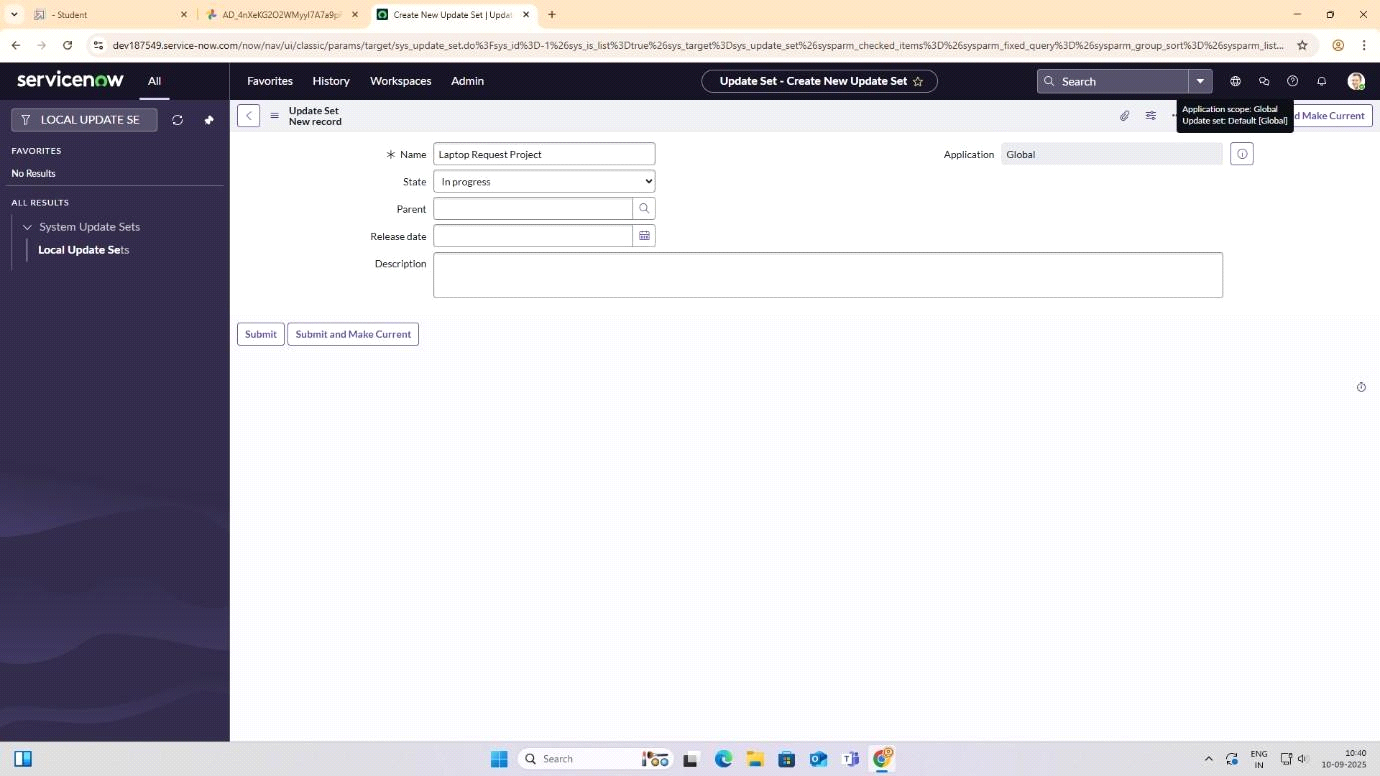 - Student
AD_4nXeKG2O2WMyyI7A7a9pF
Create New Update Set | Updat
dev187549.service-now.com/now/nav/ui/classic/params/target/sys_update_set.do%3Fsys_id%3D-1%26sys_is_list%3Dtrue%26sys_target%3Dsys_update_set%26sysparm_checked_items%3D%26sysparm_fixed_query%3D%26sysparm_group_sort%3D%26sysparm_list...
servicenow
All
Favorites
History
Workspaces
Admin
Update Set - Create New Update Set
Search
LOCAL UPDATE SE
Update Set
New record
Application scope: Global
Update set: Default [Global]
d Make Current
FAVORITES
No Results
ALL RESULTS
System Update Sets
Local Update Sets
Name
Laptop Request Project
Application
Global
State
In progress
Parent
Release date
Description
Submit
Submit and Make Current
Search
ENG
IN
10:40
10-09-2025